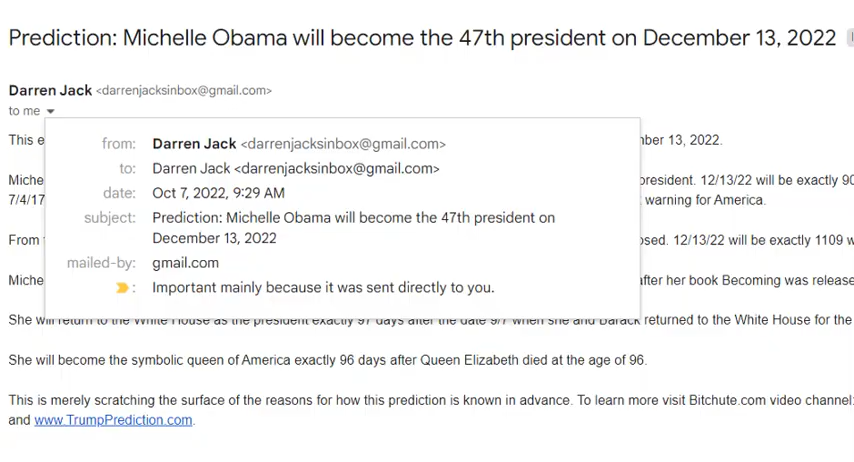 Prediction: Michelle Obama will become the 47th president on December 13, 2022
Darren Jack <darrenjacksinbox@gmail.com>
to me
This
from: Darren Jack <darrenjacksinbox@gmail.com>
to: Darren Jack <darrenjacksinbox@gmail.com>
date: Oct 7, 2022, 9:29 AM
subject: Prediction: Michelle Obama will become the 47th president on
December 13, 2022
mailed-by: gmail.com
: Important mainly because it was sent directly to you.
13, 2022.
president. 12/13/22 will be exactly 90
7/4/17 warning for America.
From 12/13/22 will be exactly 1109
after her book Becoming was release
She will return to the White House as the president exactly 97 days after the date 9/7 when she and Barack returned to the White House for the
She will become the symbolic queen of America exactly 96 days after Queen Elizabeth died at the age of 96.
This is merely scratching the surface of the reasons for how this prediction is known in advance. To learn more visit Bitchute.com video channel:
and www.TrumpPrediction.com.